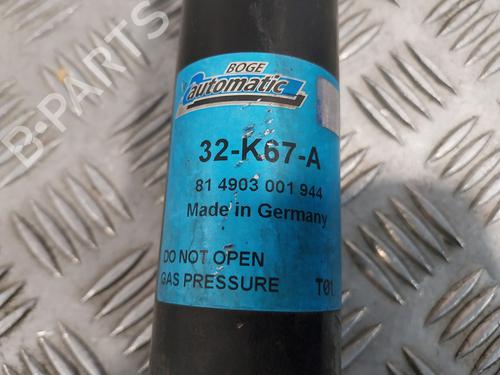 BOGE
automatic
32-K67-A
81 4903 001 944
Made in Germany
DO NOT OPEN
GAS PRESSURE T01
B-PARTS